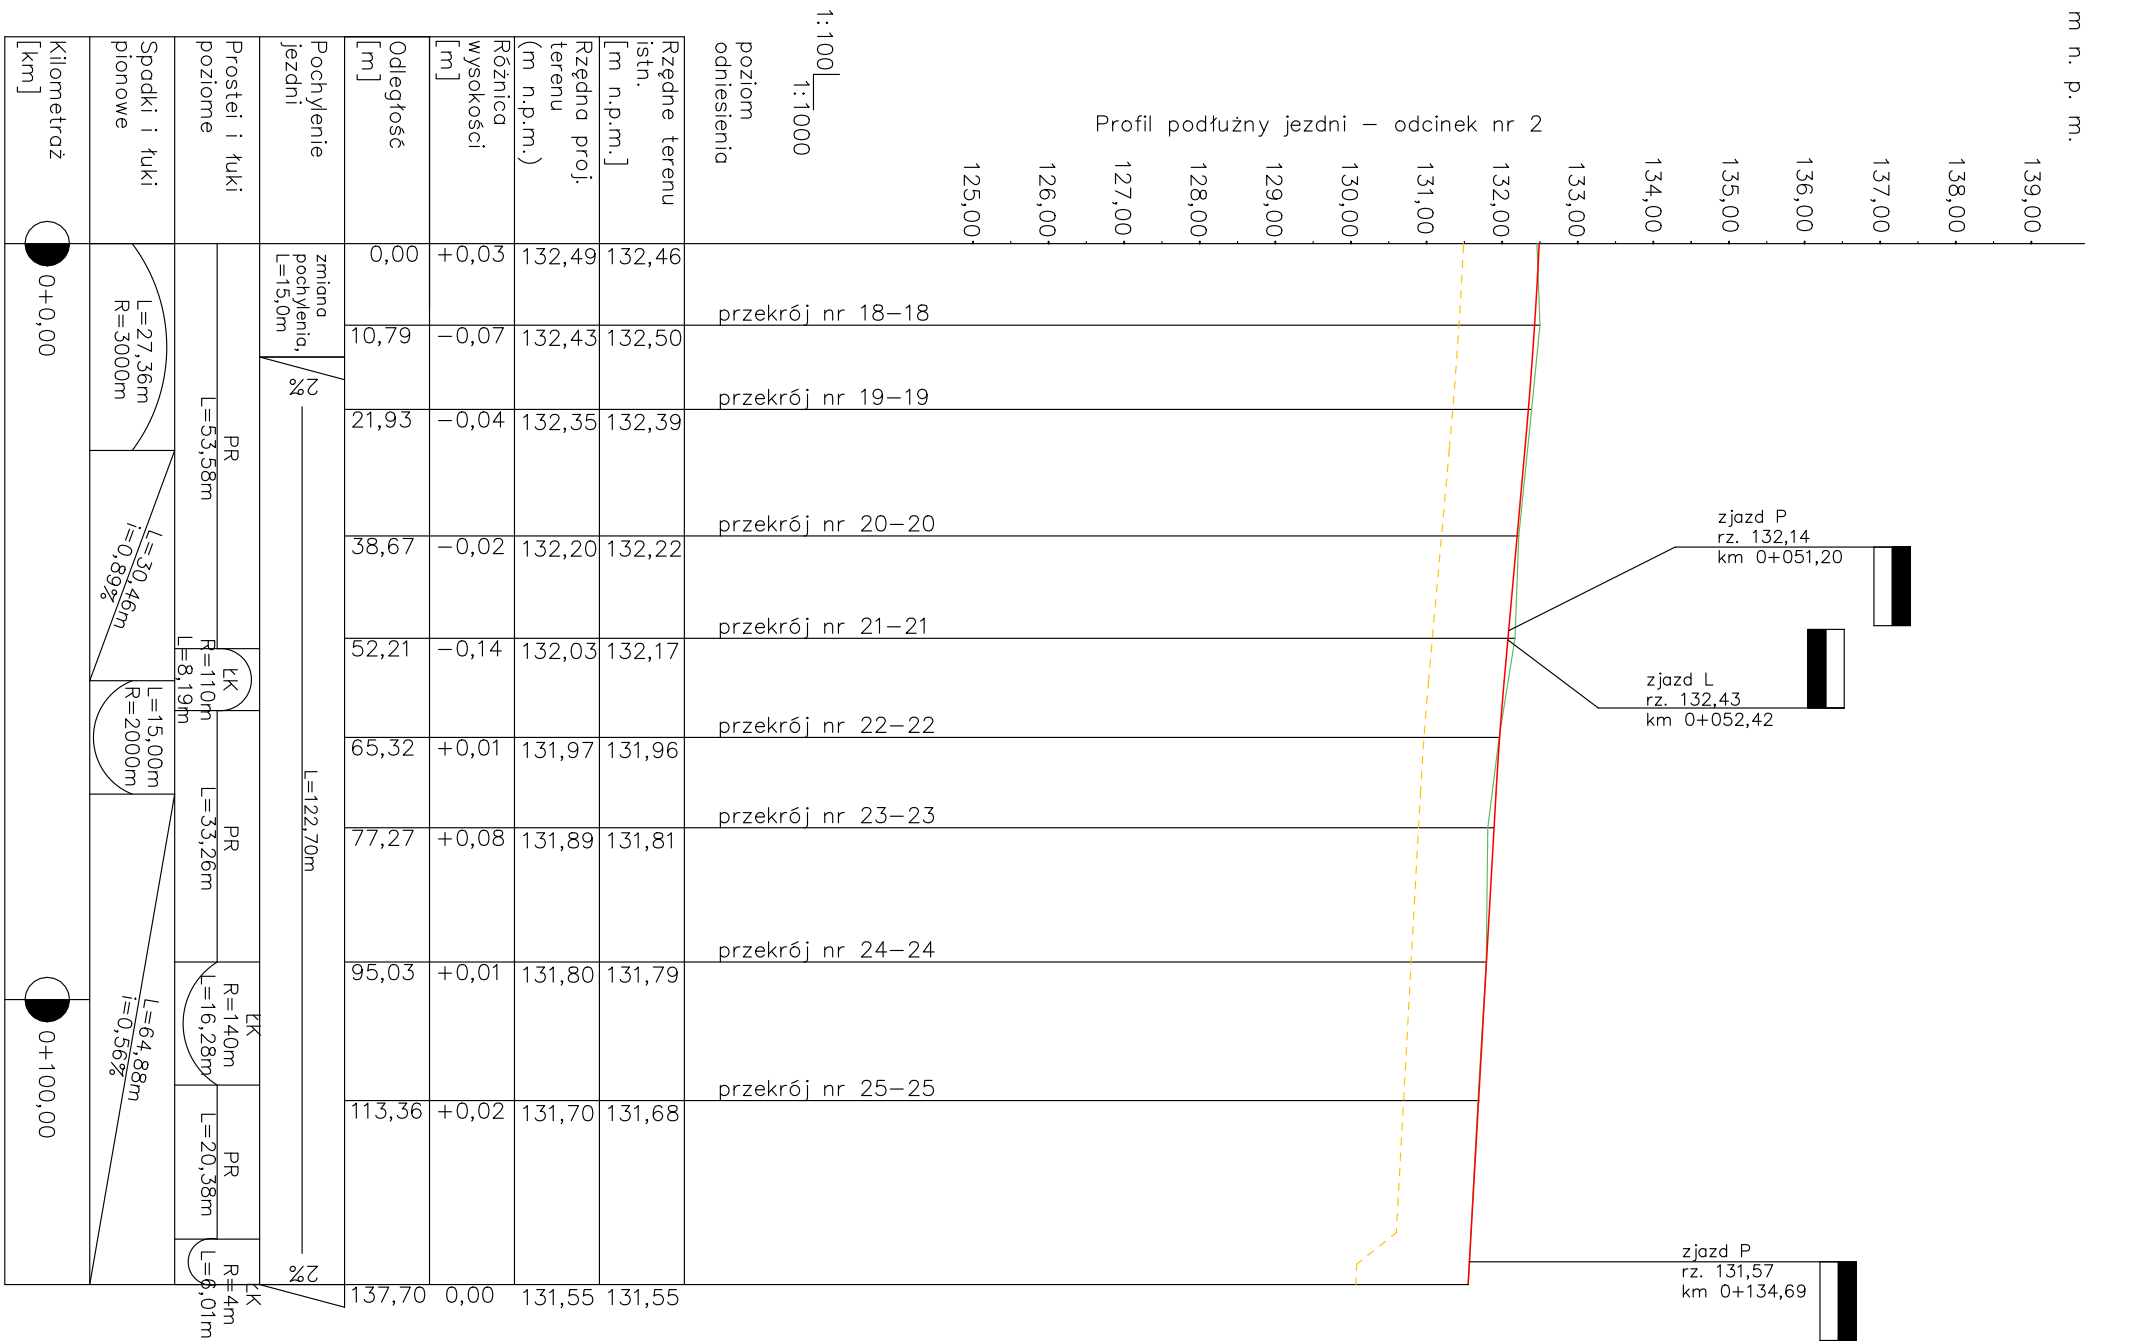 m n. p. m.
Profil podłużny jezdni – odcinek nr 2
139,00
138,00
137,00
136,00
135,00
134,00
133,00
132,00
131,00
130,00
129,00
128,00
127,00
126,00
125,00
1:100
1:1000
poziom
odniesienia
Rzędne terenu
istn.
[m n.p.m.]
Rzędna proj.
terenu
(m n.p.m.)
Różnica
wysokości
[m]
Odległość
[m]
Pochylenie
jezdni
Prostei i łuki
poziome
Spadki i łuki
pionowe
Kilometraż
[km]
0,00 +0,03 132,49 132,46
przekrój nr 18–18
10,79 –0,07 132,43 132,50
przekrój nr 19–19
21,93 –0,04 132,35 132,39
przekrój nr 20–20
38,67 –0,02 132,20 132,22
przekrój nr 21–21
52,21 –0,14 132,03 132,17
przekrój nr 22–22
65,32 +0,01 131,97 131,96
przekrój nr 23–23
77,27 +0,08 131,89 131,81
przekrój nr 24–24
95,03 +0,01 131,80 131,79
przekrój nr 25–25
113,36 +0,02 131,70 131,68
137,70 0,00 131,55 131,55
zjazd P
rz. 132,14
km 0+051,20
zjazd L
rz. 132,43
km 0+052,42
zjazd P
rz. 131,57
km 0+134,69
zmiana
pochylenia,
L=15,0m
2%
L=122,70m
2%
PR
L=53,58m
ŁK
R=110m
L=8,19m
PR
L=33,26m
ŁK
R=140m
L=16,28m
PR
L=20,38m
ŁK
R=4m
L=6,01m
L=27,36m
R=3000m
L=30,46m
i=0,89%
L=15,00m
R=2000m
L=64,88m
i=0,56%
0+0,00
0+100,00